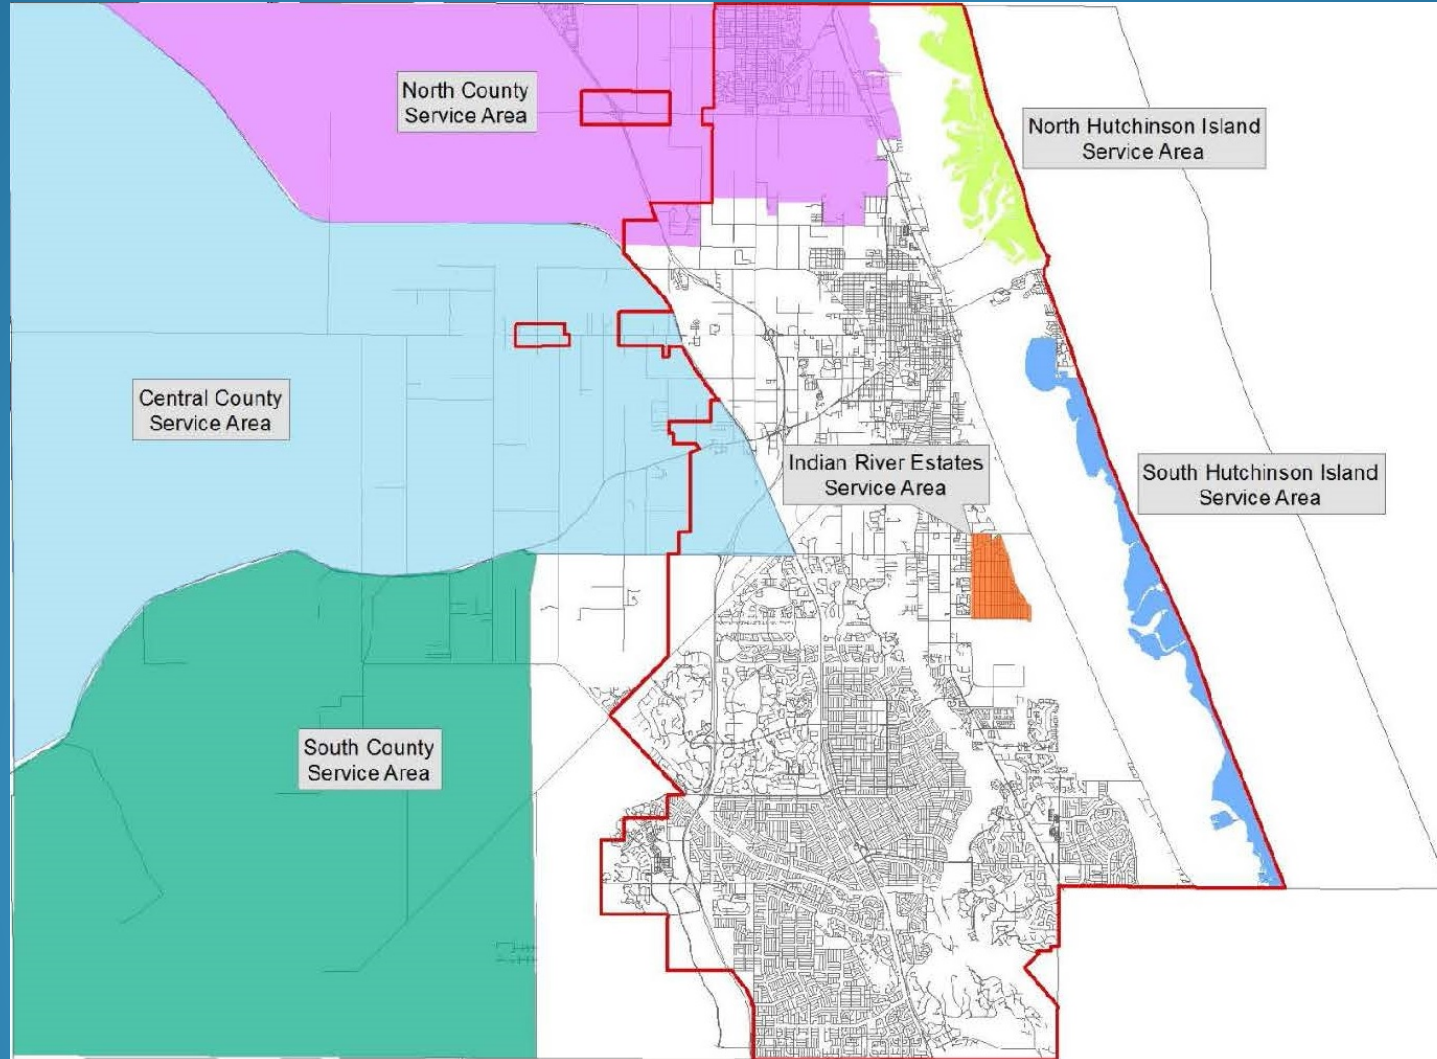 North County
Service Area
North Hutchinson Island
Service Area
Central County
Service Area
Indian River Estates
Service Area
South Hutchinson Island
Service Area
South County
Service Area